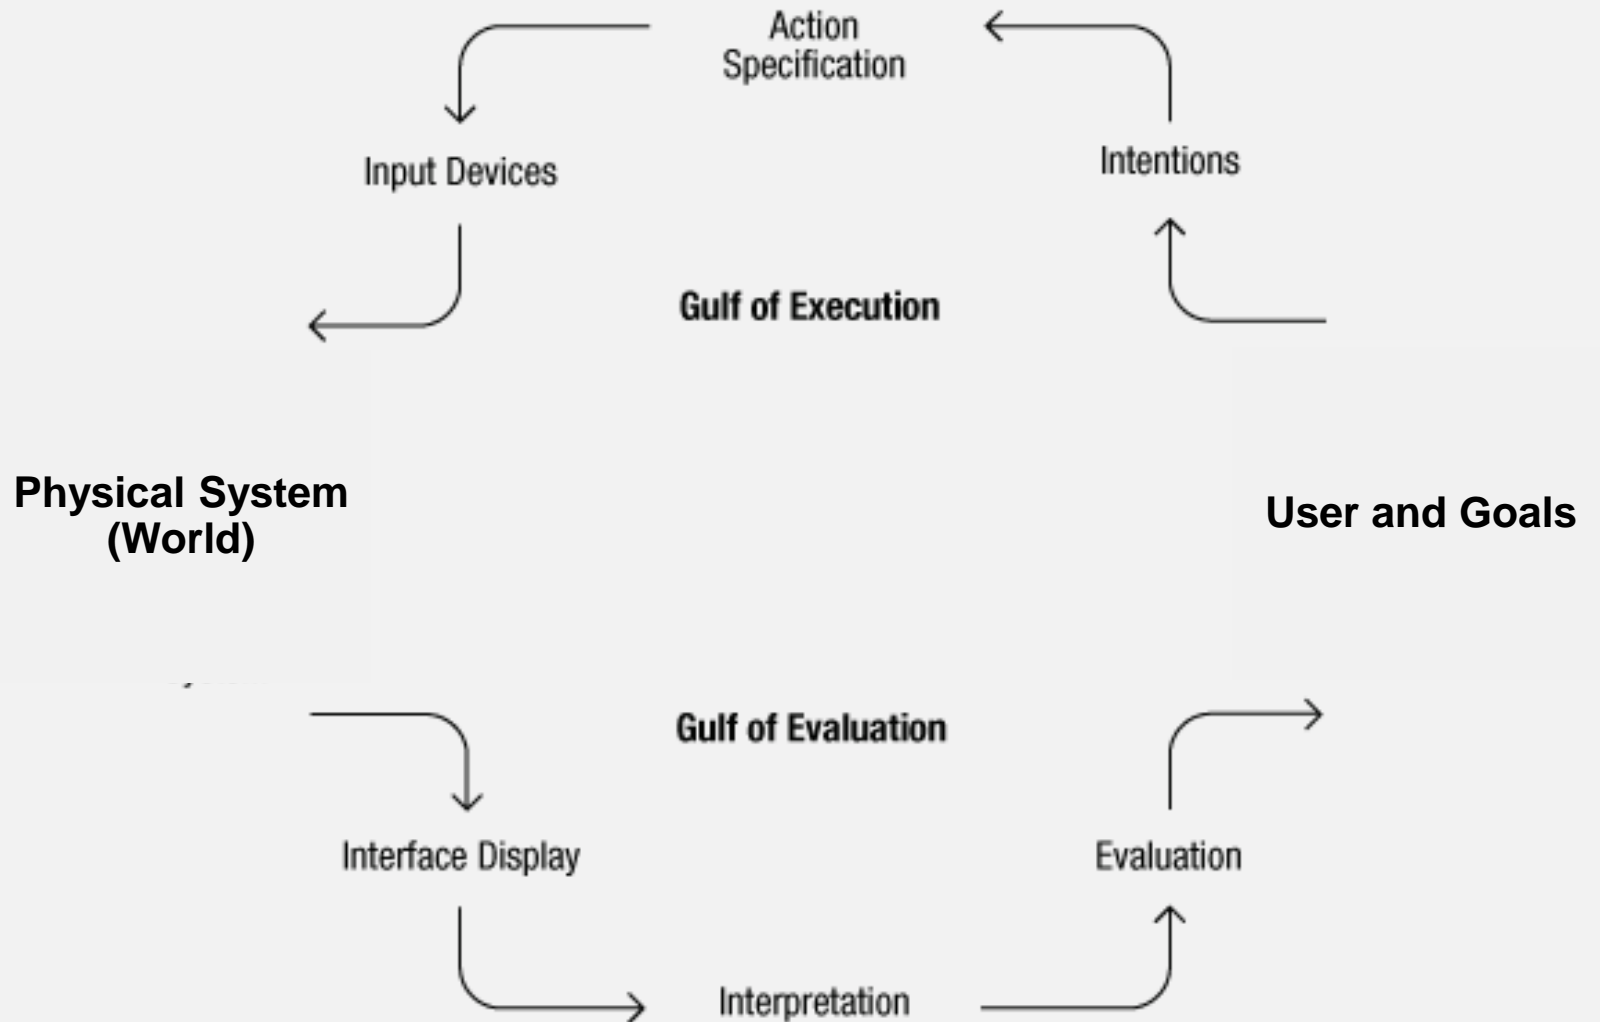 Action
Specification
Input Devices
Intentions
Gulf of Execution
Physical System
(World)
User and Goals
Gulf of Evaluation
Interface Display
Evaluation
Interpretation